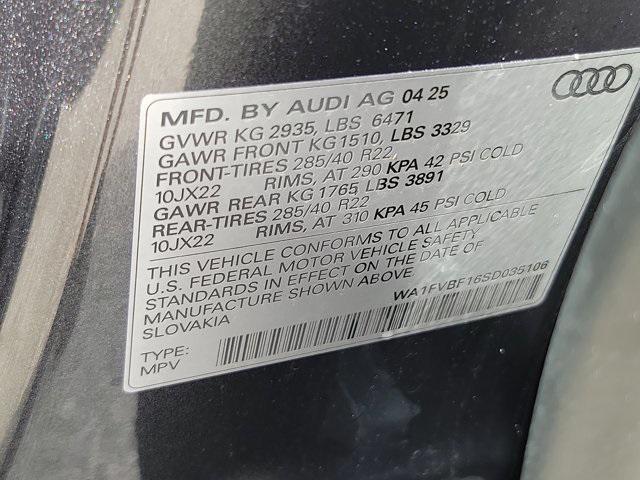 MFD. BY AUDI AG 04 25
GVWR KG 2935, LBS 6471
GAWR FRONT KG1510, LBS 3329
FRONT-TIRES 285/40 R22,
10JX22 RIMS, AT 290 KPA 42 PSI COLD
GAWR REAR KG 1765, LBS 3891
REAR-TIRES 285/40 R22
10JX22 RIMS, AT 310 KPA 45 PSI COLD
THIS VEHICLE CONFORMS TO ALL APPLICABLE
U.S. FEDERAL MOTOR VEHICLE SAFETY
STANDARDS IN EFFECT ON THE DATE OF
MANUFACTURE SHOWN ABOVE.
SLOVAKIA
WA1FVBF16SD035106
TYPE:
MPV